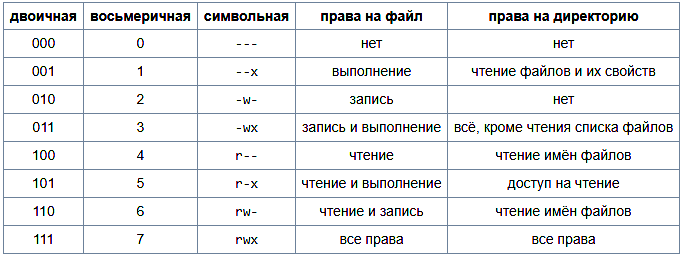 двоичная восьмеричная символьная права на файл права на директорию
000 0 --- нет нет
001 1 --x выполнение чтение файлов и их свойств
010 2 -w- запись нет
011 3 -wx запись и выполнение всё, кроме чтения списка файлов
100 4 r-- чтение чтение имён файлов
101 5 r-x чтение и выполнение доступ на чтение
110 6 rw- чтение и запись чтение имён файлов
111 7 rwx все права все права